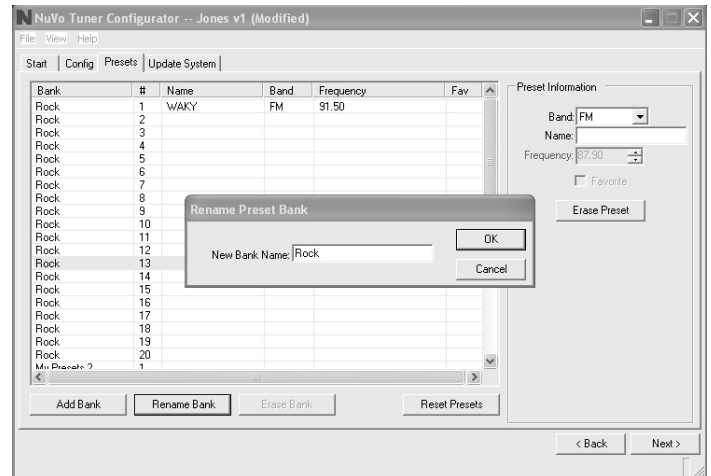 N NuVo Tuner Configurator -- Jones v1 (Modified)
File View Help
Start Config Presets Update System
Bank # Name Band Frequency Fav
Rock 1 WAKY FM 91.50
Rock 2
Rock 3
Rock 4
Rock 5
Rock 6
Rock 7
Rock 8
Rock 9
Rock 10
Rock 11
Rock 12
Rock 13
Rock 14
Rock 15
Rock 16
Rock 17
Rock 18
Rock 19
Rock 20
My Presets 2 1
Preset Information
Band: FM
Name:
Frequency: 87.90
Favorite
Erase Preset
Rename Preset Bank
New Bank Name: Rock
OK
Cancel
Add Bank Rename Bank Erase Bank Reset Presets
< Back Next >